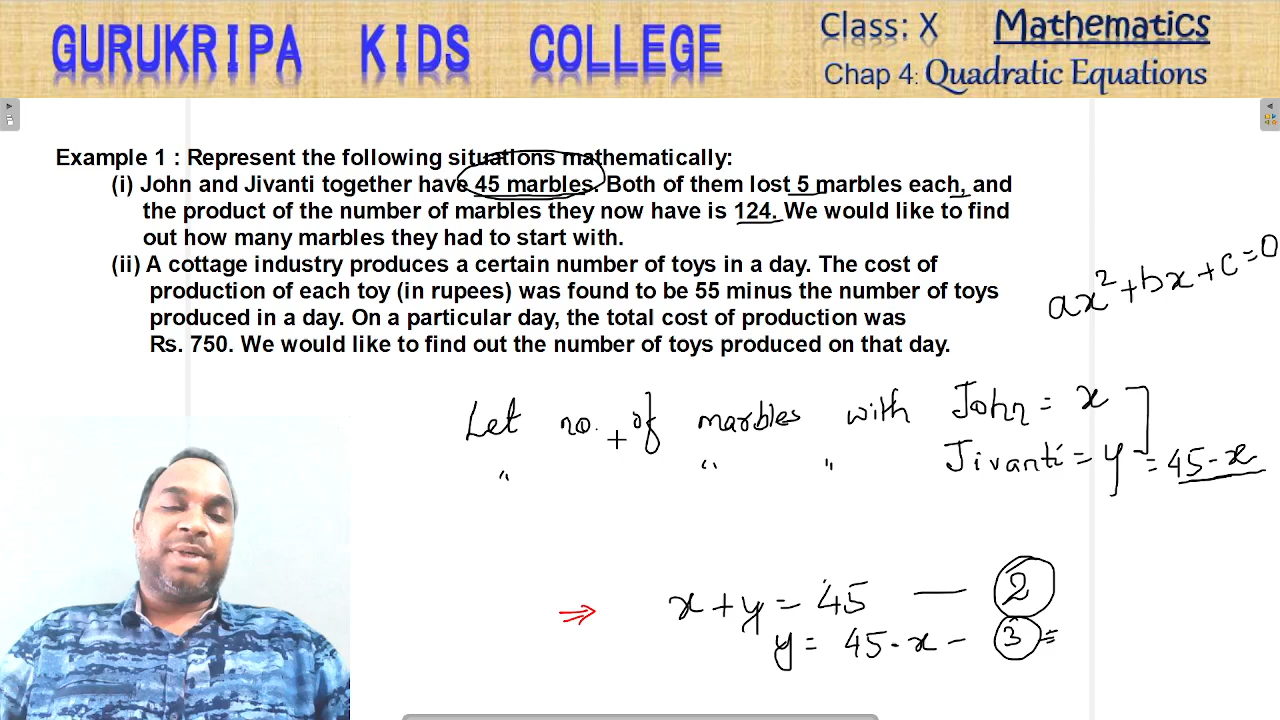 GURUKRIPA KIDS COLLEGE
Class: X Mathematics
Chap 4: Quadratic Equations
Example 1 : Represent the following situations mathematically:
(i) John and Jivanti together have 45 marbles. Both of them lost 5 marbles each, and
the product of the number of marbles they now have is 124. We would like to find
out how many marbles they had to start with.
(ii) A cottage industry produces a certain number of toys in a day. The cost of
production of each toy (in rupees) was found to be 55 minus the number of toys
produced in a day. On a particular day, the total cost of production was
Rs. 750. We would like to find out the number of toys produced on that day.
ax²+bx+c=0
Let no. of marbles with John = x
" " " Jivanti = y = 45-x
⇒ x+y = 45 — 2
y = 45-x - 3